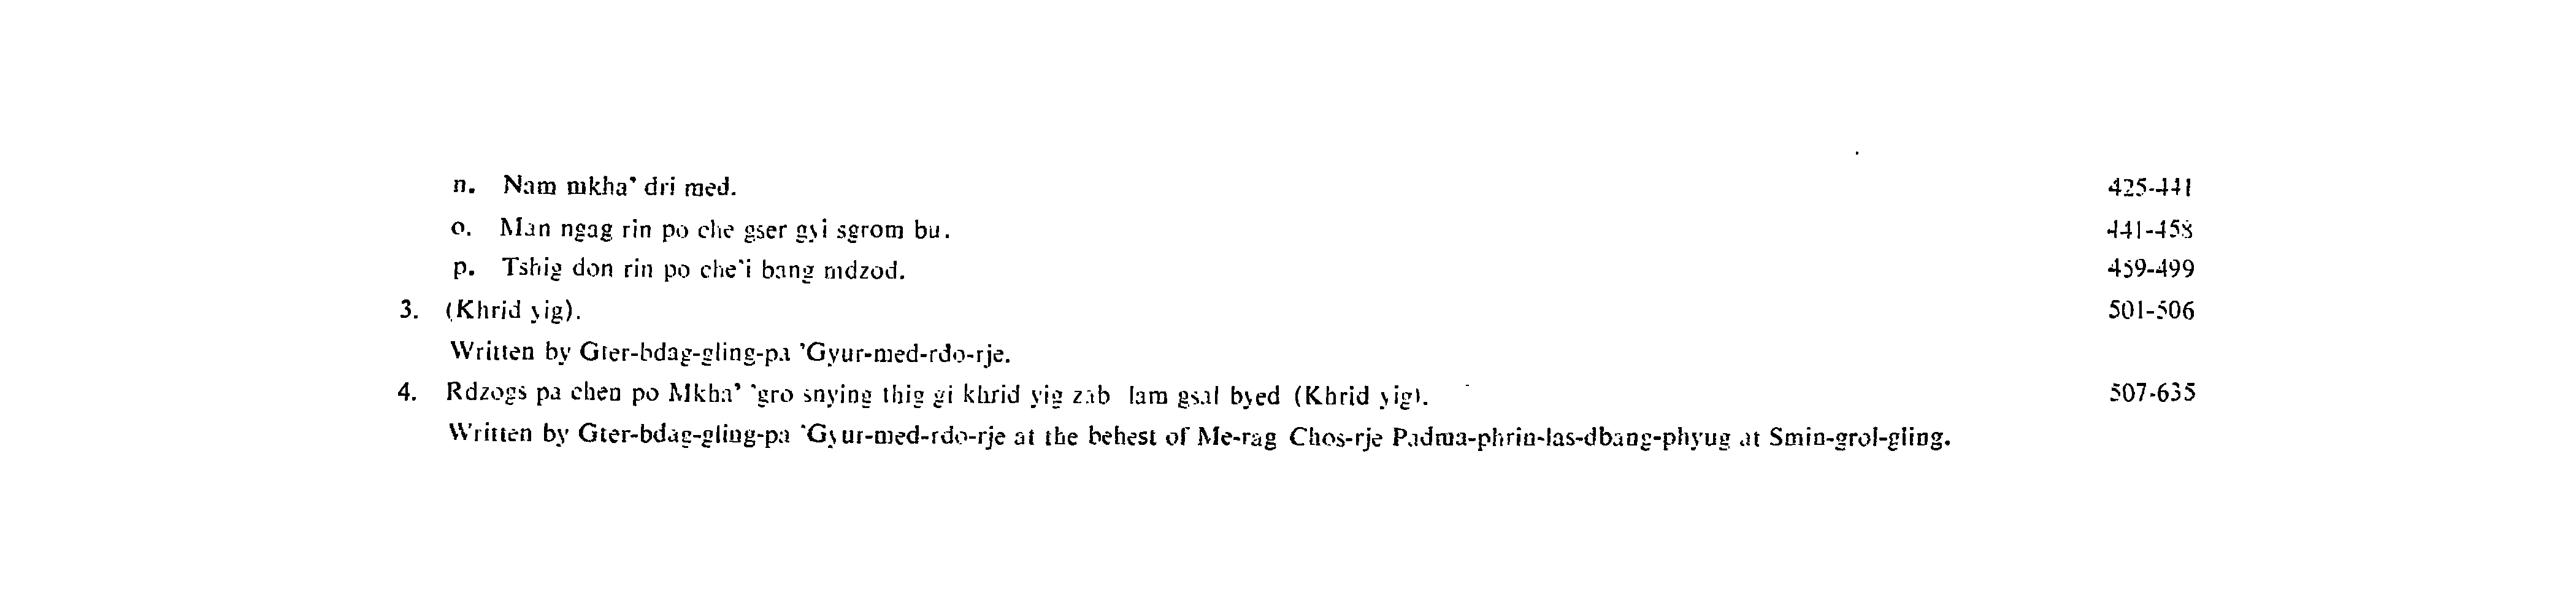 n. Nam mkha' dri med. 425-441
o. Man ngag rin po che gser gyi sgrom bu. 441-458
p. Tshig don rin po che'i bang mdzod. 459-499
3. (Khrid yig). 501-506
Written by Gter-bdag-gling-pa 'Gyur-med-rdo-rje.
4. Rdzogs pa chen po Mkha' 'gro snying thig gi khrid yig zab lam gsal byed (Khrid yig). 507-635
Written by Gter-bdag-gling-pa 'Gyur-med-rdo-rje at the behest of Me-rag Chos-rje Padma-phrin-las-dbang-phyug at Smin-grol-gling.